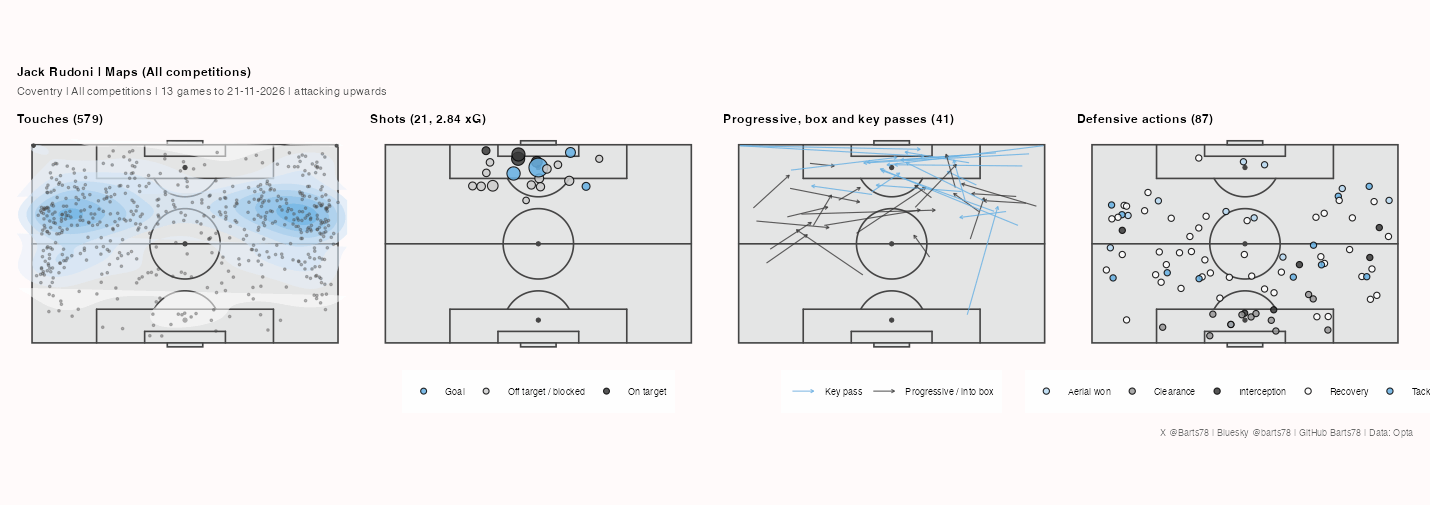 Jack Rudoni | Maps (All competitions)
Coventry | All competitions | 13 games to 21-11-2026 | attacking upwards
Touches (579)
Shots (21, 2.84 xG)
Progressive, box and key passes (41)
Defensive actions (87)
Goal
Off target / blocked
On target
Key pass
Progressive / into box
Aerial won
Clearance
Interception
Recovery
Tack
X @Barts78 | Bluesky @barts78 | GitHub Barts78 | Data: Opta